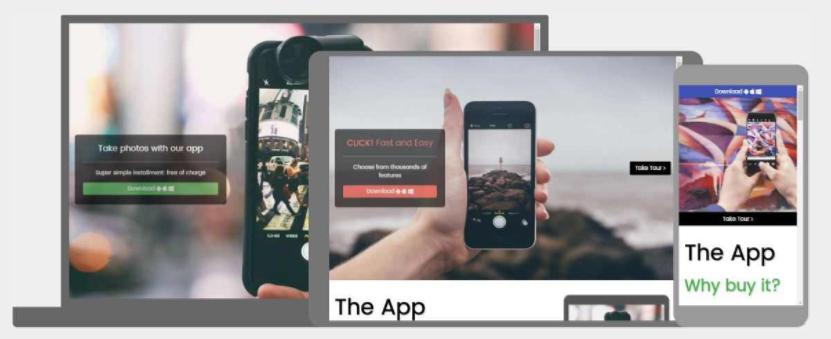 Take photos with our app
Super simple installment: free of charge
Download
CLICK! Fast and Easy
Choose from thousands of
features
Download
Take Tour >
The App
Download
Take Tour >
The App
Why buy it?